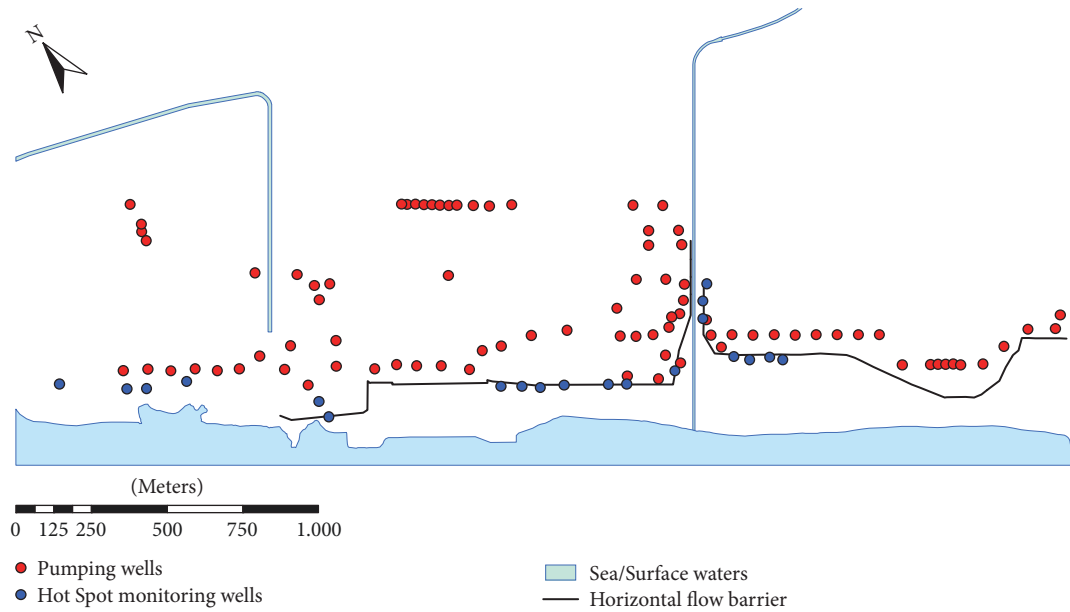 N
(Meters)
0 125 250 500 750 1.000
Pumping wells
Hot Spot monitoring wells
Sea/Surface waters
Horizontal flow barrier